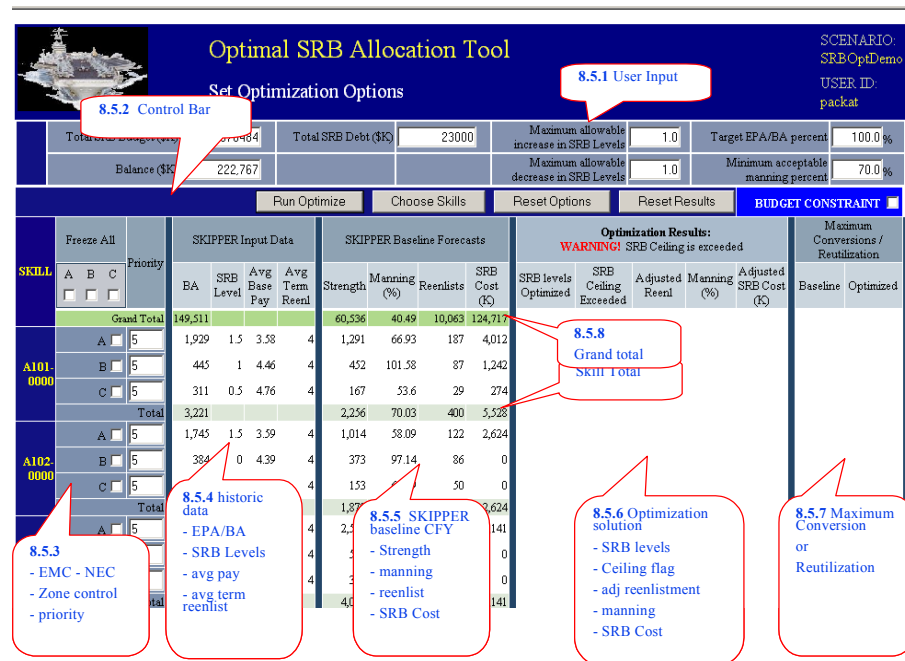 Optimal SRB Allocation Tool
Set Optimization Options
SCENARIO:
SRBOptDemo
USER ID:
packat
8.5.1 User Input
8.5.2 Control Bar
Total SRB Debt ($K) 23000
Maximum allowable increase in SRB Levels 1.0
Target EPA/BA percent 100.0 %
Balance ($K 222,767
Maximum allowable decrease in SRB Levels 1.0
Minimum acceptable manning percent 70.0 %
Run Optimize Choose Skills Reset Options Reset Results BUDGET CONSTRAINT
SKILL
Freeze All
A B C
Priority
SKIPPER Input Data
BA SRB Level Avg Base Pay Avg Term Reenl
SKIPPER Baseline Forecasts
Strength Manning (%) Reenlists SRB Cost (K)
Optimization Results:
WARNING! SRB Ceiling is exceeded
SRB levels Optimized SRB Ceiling Exceeded Adjusted Reenl Manning (%) Adjusted SRB Cost (K)
Maximum Conversions / Reutilization
Baseline Optimized
Grand Total 149,511 60,536 40.49 10,063 124,717
A101-0000
A 5 1,929 1.5 3.58 4 1,291 66.93 187 4,012
B 5 445 1 4.46 4 452 101.58 87 1,242
C 5 311 0.5 4.76 4 167 53.6 29 274
Total 3,221 2,256 70.03 400 5,528
A102-0000
A 5 1,745 1.5 3.59 4 1,014 58.09 122 2,624
B 5 384 0 4.39 4 373 97.14 86 0
C 5 4 153 50 0
Total
A 5 4 141
4 0
4 0
141
8.5.8
Grand total
Skill Total
8.5.3
- EMC - NEC
- Zone control
- priority
8.5.4 historic
data
- EPA/BA
- SRB Levels
- avg pay
- avg term
reenlist
8.5.5 SKIPPER
baseline CFY
- Strength
- manning
- reenlist
- SRB Cost
8.5.6 Optimization
solution
- SRB levels
- Ceiling flag
- adj reenlistment
- manning
- SRB Cost
8.5.7 Maximum
Conversion
or
Reutilization